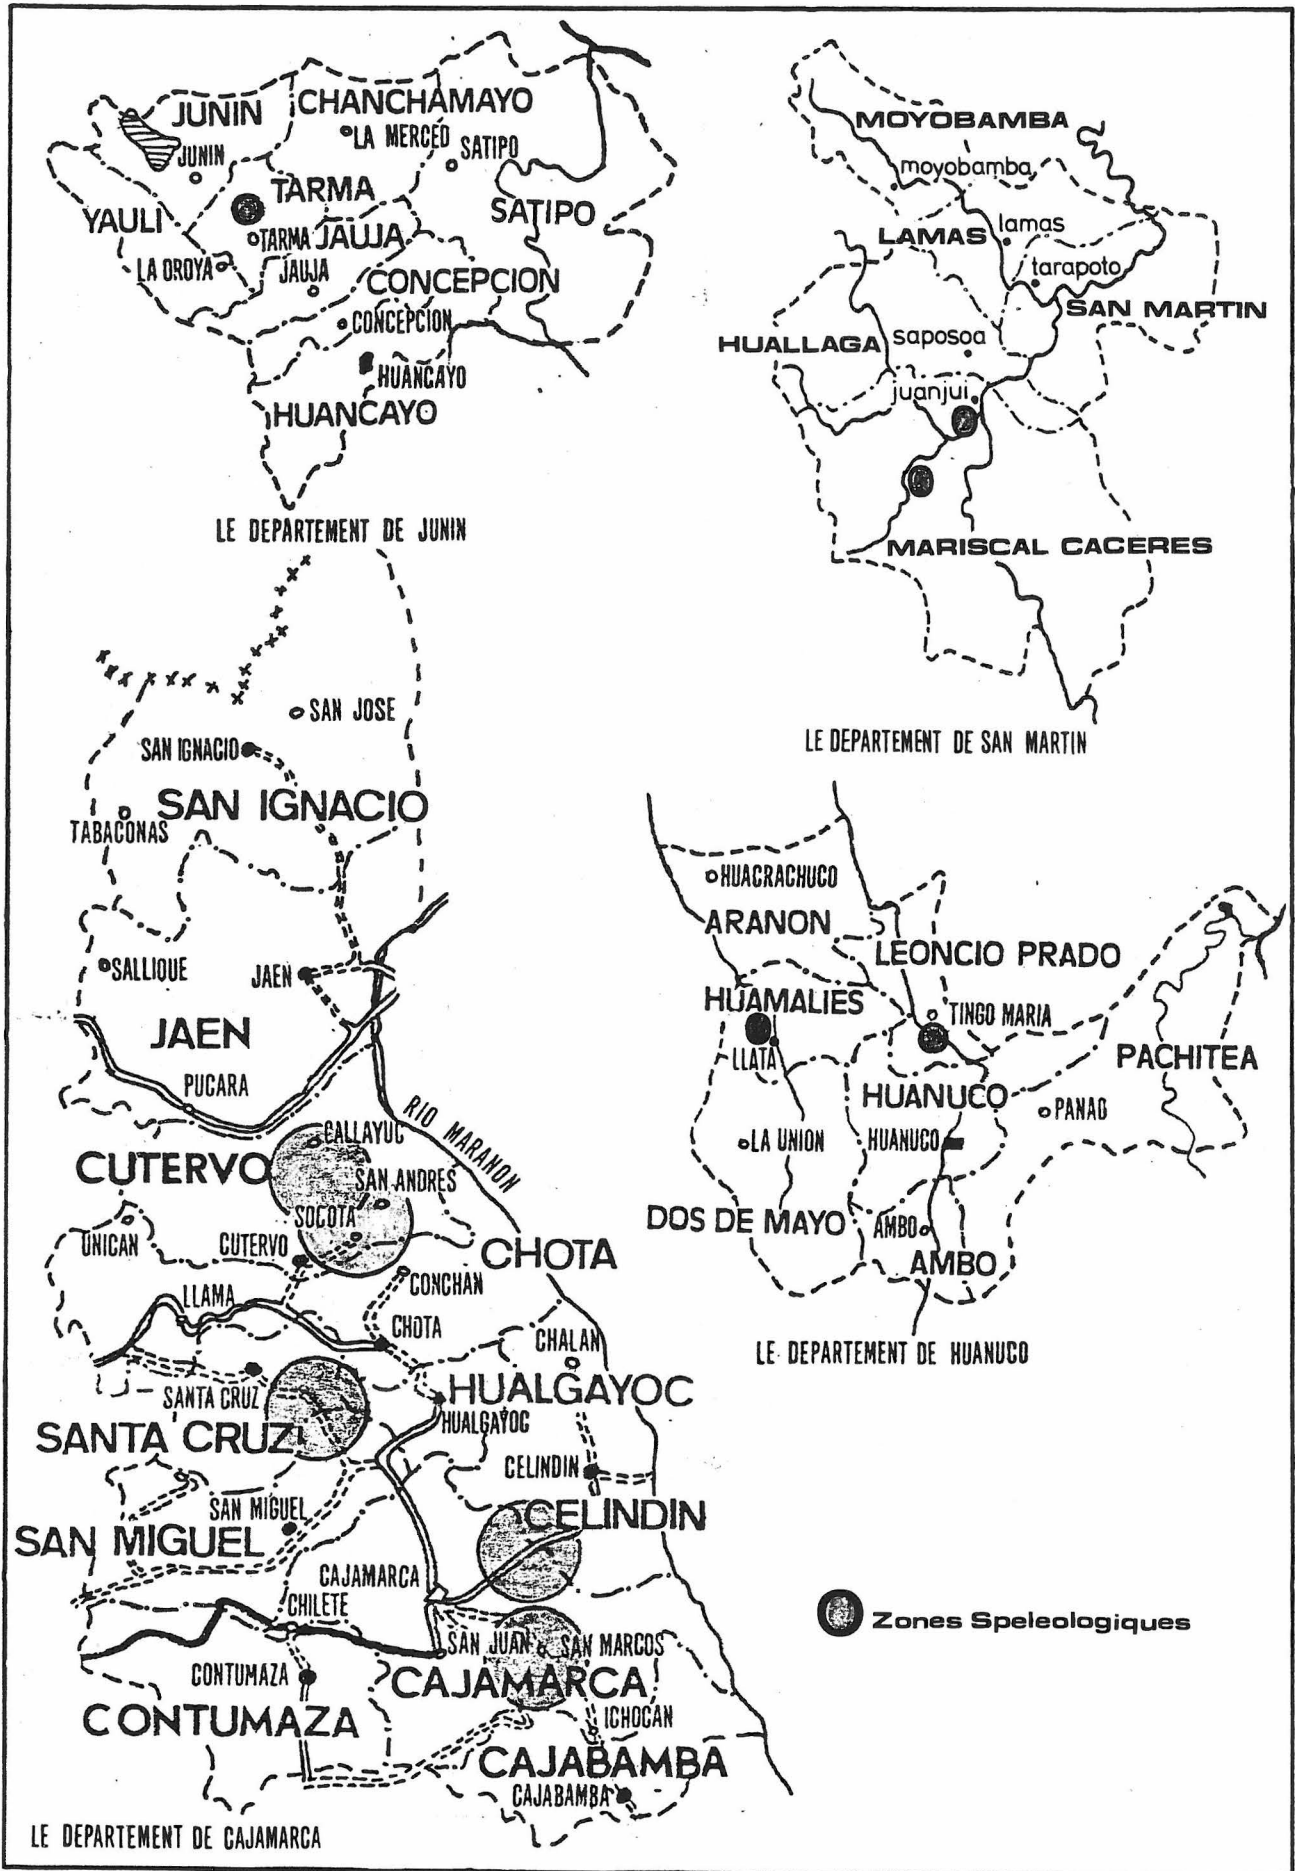 JUNIN
CHANCHAMAYO
LA MERCED
JUNIN
SATIPO
TARMA
YAULI
SATIPO
TARMA
JAUJA
LA OROYA
JAUJA
CONCEPCION
CONCEPCION
HUANCAYO
HUANCAYO
LE DEPARTEMENT DE JUNIN
MOYOBAMBA
moyobamba
LAMAS
lamas
tarapoto
SAN MARTIN
HUALLAGA
saposoa
juanjui
MARISCAL CACERES
LE DEPARTEMENT DE SAN MARTIN
SAN JOSE
SAN IGNACIO
SAN IGNACIO
TABACONAS
SALLIQUE
JAEN
JAEN
PUCARA
RIO MARANON
CALLAYUC
CUTERVO
SAN ANDRES
SOCOTA
UNICAN
CUTERVO
CHOTA
CONCHAN
LLAMA
CHOTA
CHALAN
SANTA CRUZ
HUALGAYOC
HUALGAYOC
SANTA CRUZ
CELINDIN
SAN MIGUEL
CELINDIN
SAN MIGUEL
CAJAMARCA
CHILETE
SAN JUAN
SAN MARCOS
CONTUMAZA
CAJAMARCA
CONTUMAZA
ICHOCAN
CAJABAMBA
CAJABAMBA
LE DEPARTEMENT DE CAJAMARCA
HUACRACHUCO
ARANON
LEONCIO PRADO
HUAMALIES
TINGO MARIA
LLATA
PACHITEA
HUANUCO
PANAO
LA UNION
HUANUCO
DOS DE MAYO
AMBO
AMBO
LE DEPARTEMENT DE HUANUCO
Zones Speleologiques